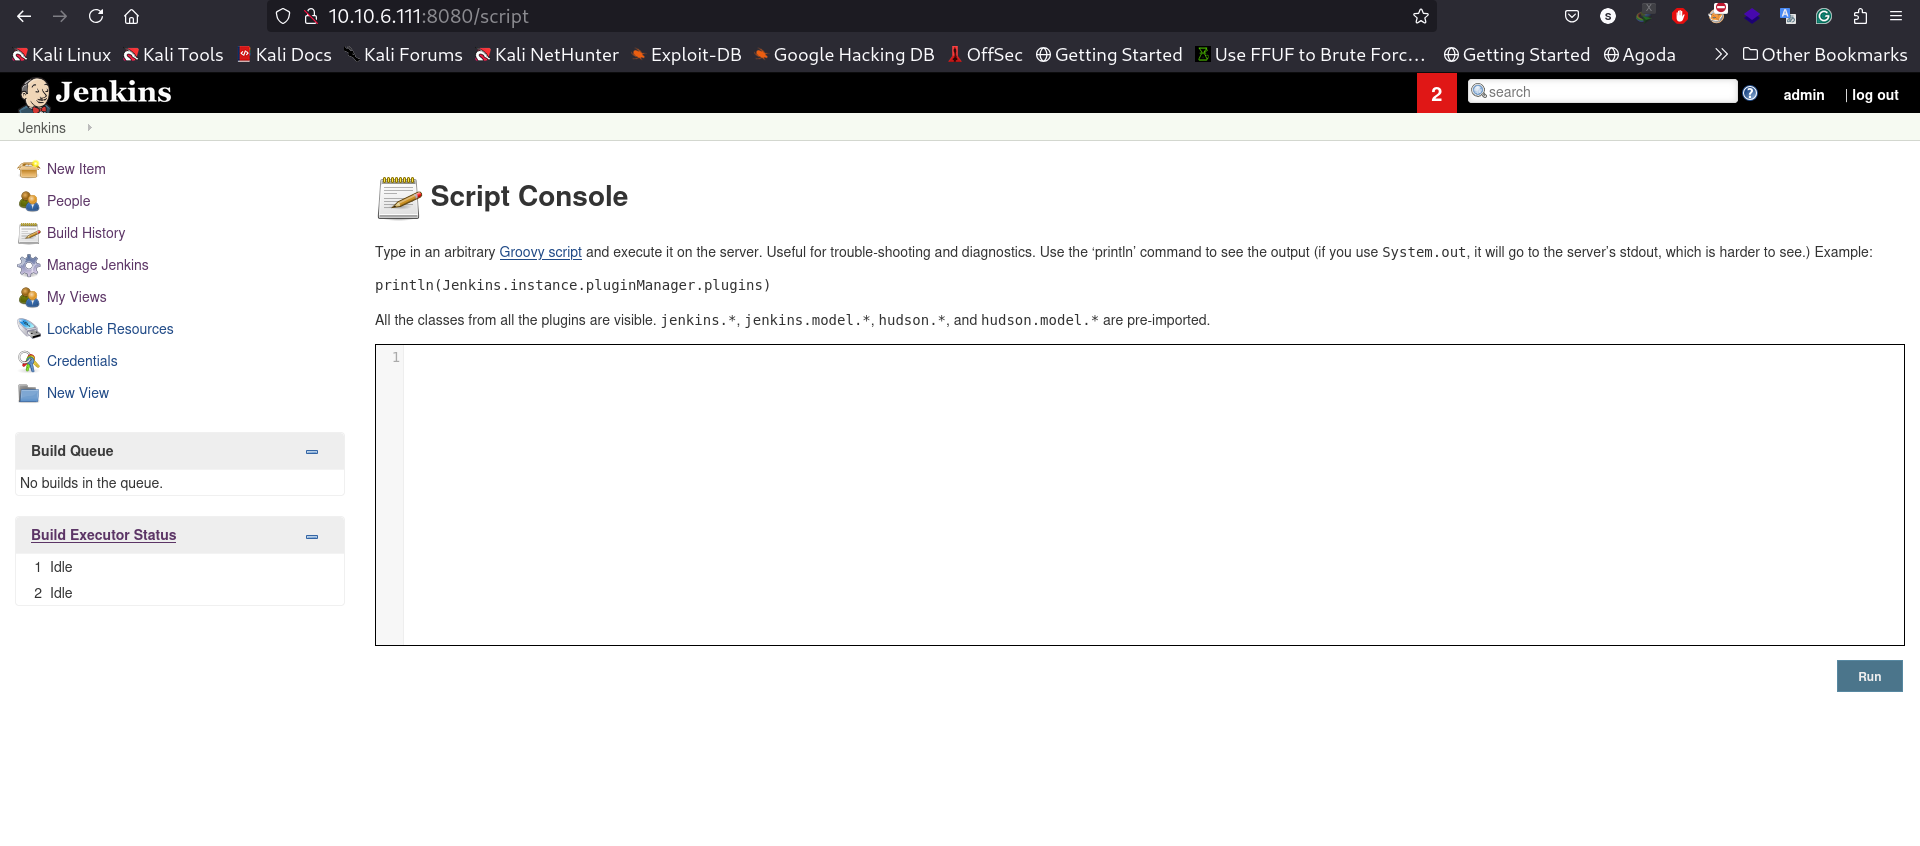 10.10.6.111:8080/script
Kali Linux Kali Tools Kali Docs Kali Forums Kali NetHunter Exploit-DB Google Hacking DB OffSec Getting Started Use FFUF to Brute Forc… Getting Started Agoda Other Bookmarks
Jenkins 2 search admin | log out
Jenkins
New Item
People
Build History
Manage Jenkins
My Views
Lockable Resources
Credentials
New View
Build Queue
No builds in the queue.
Build Executor Status
1 Idle
2 Idle
Script Console
Type in an arbitrary Groovy script and execute it on the server. Useful for trouble-shooting and diagnostics. Use the ‘println’ command to see the output (if you use System.out, it will go to the server’s stdout, which is harder to see.) Example:
println(Jenkins.instance.pluginManager.plugins)
All the classes from all the plugins are visible. jenkins.*, jenkins.model.*, hudson.*, and hudson.model.* are pre-imported.
1
Run